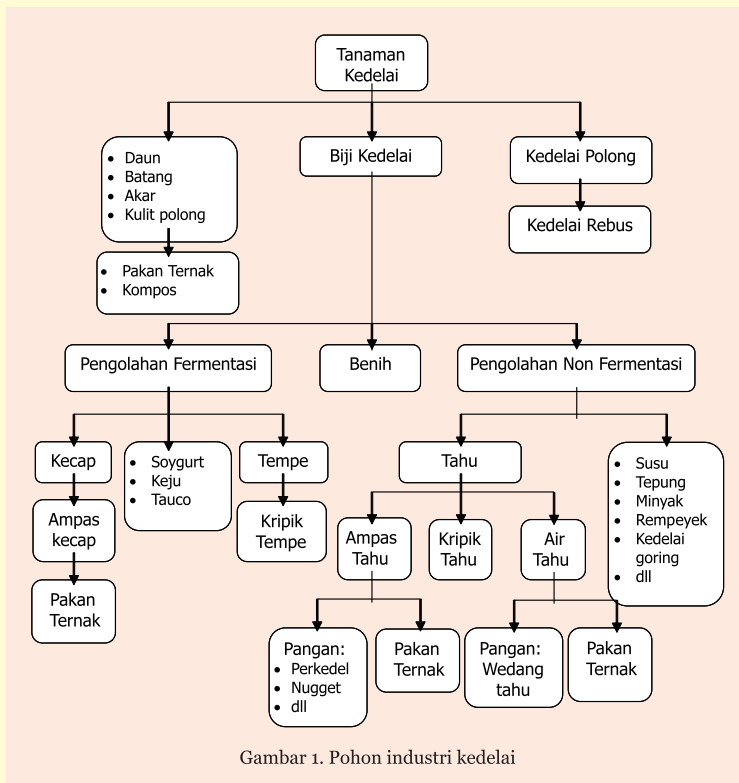 Tanaman
Kedelai
Daun
Batang
Akar
Kulit polong
Biji Kedelai
Kedelai Polong
Kedelai Rebus
Pakan Ternak
Kompos
Pengolahan Fermentasi
Benih
Pengolahan Non Fermentasi
Kecap
Soygurt
Keju
Tauco
Tempe
Tahu
Susu
Tepung
Minyak
Rempeyek
Kedelai
goring
dll
Ampas
kecap
Kripik
Tempe
Ampas
Tahu
Kripik
Tahu
Air
Tahu
Pakan
Ternak
Pangan:
Perkedel
Nugget
dll
Pakan
Ternak
Pangan:
Wedang
tahu
Pakan
Ternak
Gambar 1. Pohon industri kedelai